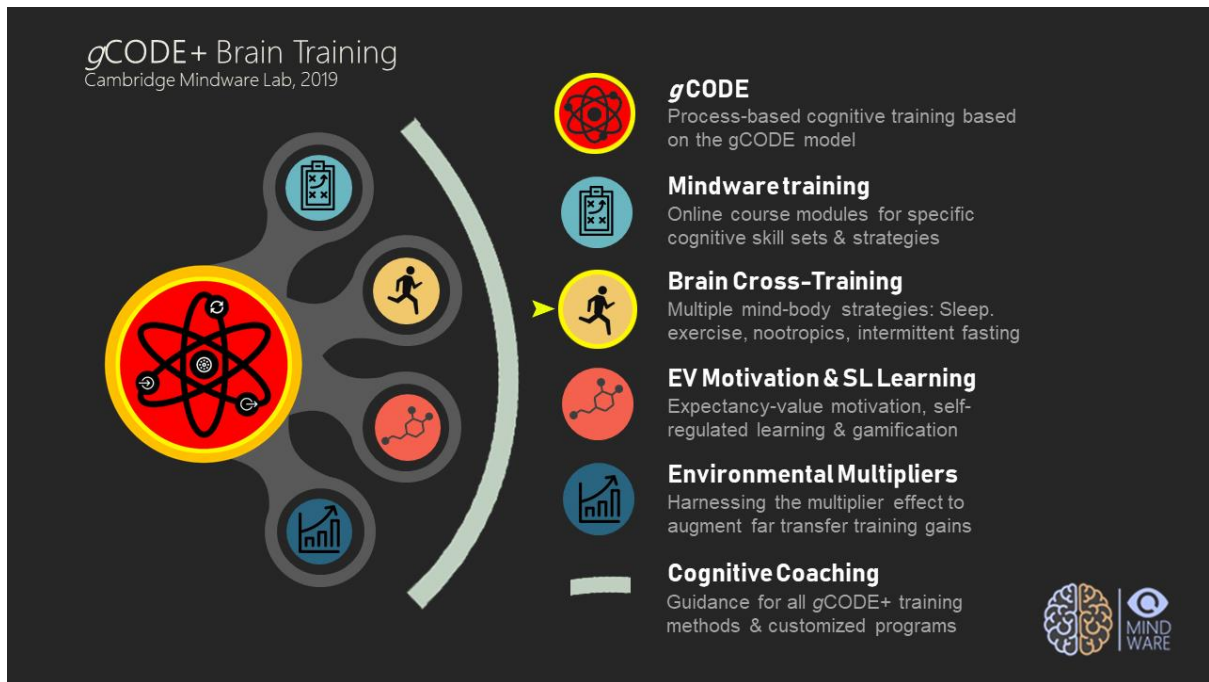 gCODE+ Brain Training
Cambridge Mindware Lab, 2019
gCODE
Process-based cognitive training based
on the gCODE model
Mindware training
Online course modules for specific
cognitive skill sets & strategies
Brain Cross-Training
Multiple mind-body strategies: Sleep.
exercise, nootropics, intermittent fasting
EV Motivation & SL Learning
Expectancy-value motivation, self-
regulated learning & gamification
Environmental Multipliers
Harnessing the multiplier effect to
augment far transfer training gains
Cognitive Coaching
Guidance for all gCODE+ training
methods & customized programs
MIND
WARE